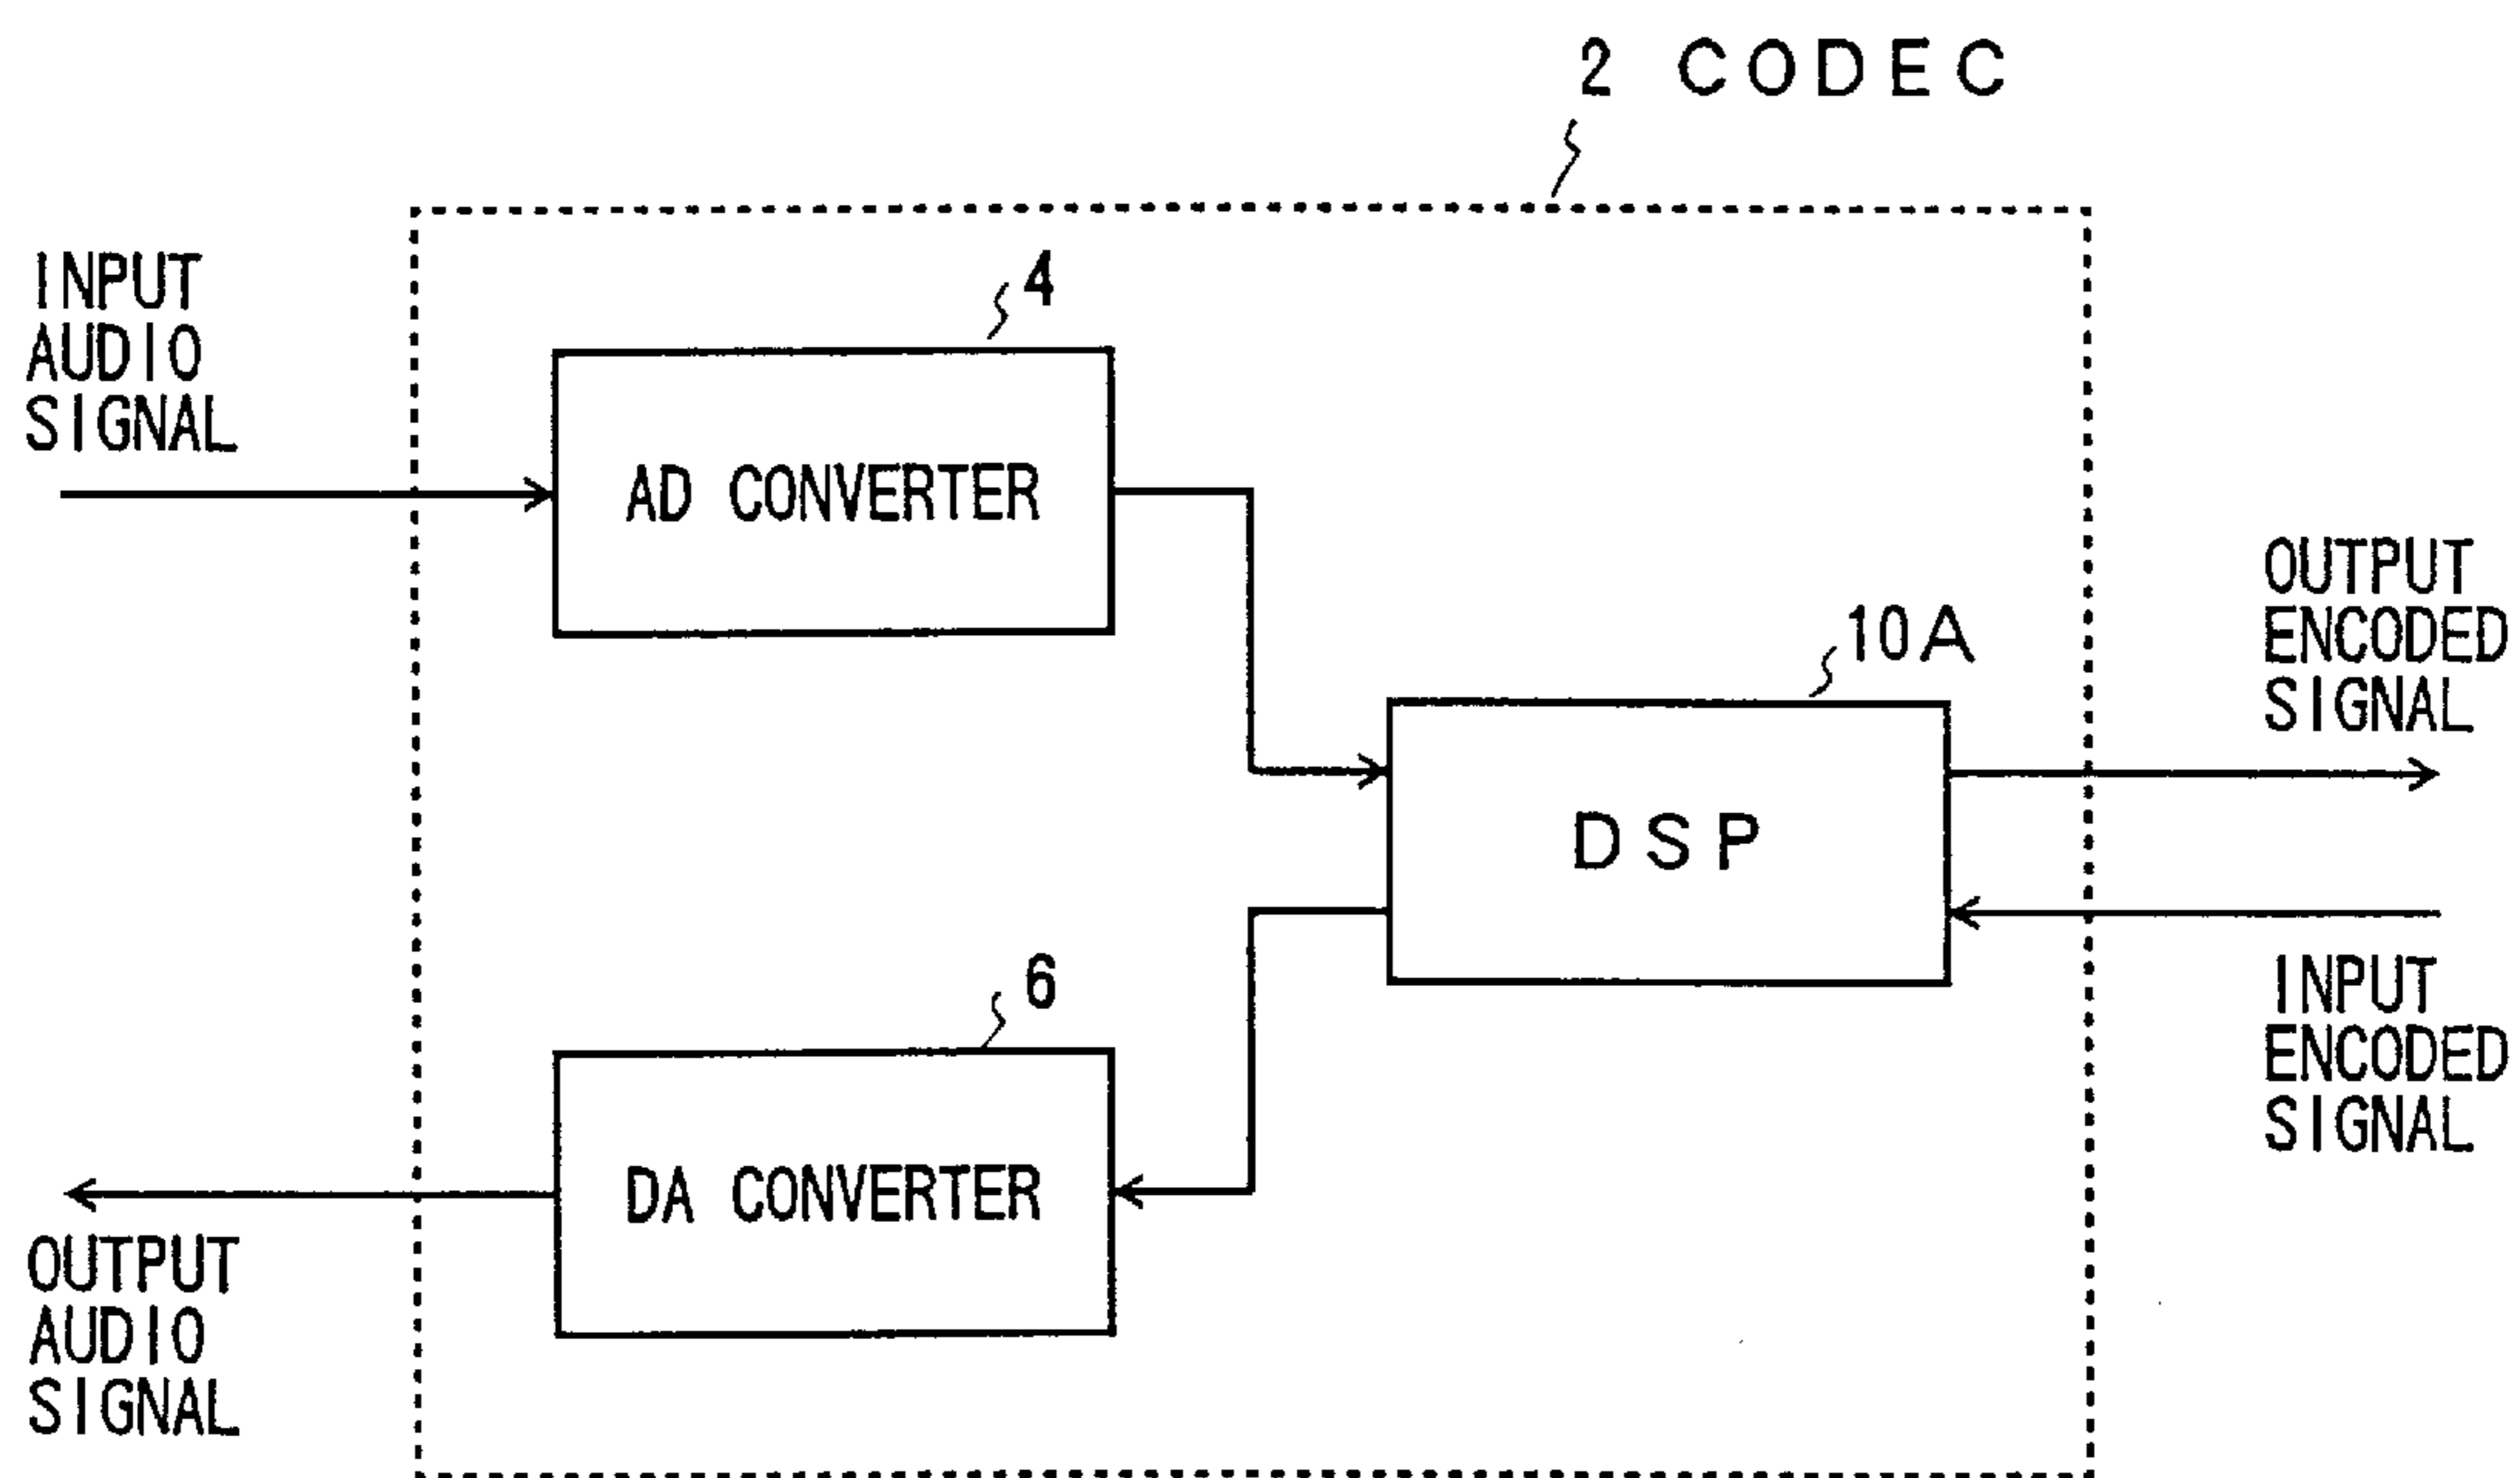 2 CODEC
INPUT
AUDIO
SIGNAL
4
AD CONVERTER
OUTPUT
ENCODED
SIGNAL
10A
DSP
INPUT
ENCODED
SIGNAL
6
DA CONVERTER
OUTPUT
AUDIO
SIGNAL